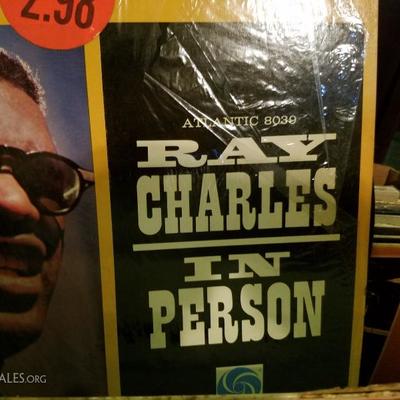 2.98
ATLANTIC 8039
RAY
CHARLES
IN
PERSON
ALES.ORG